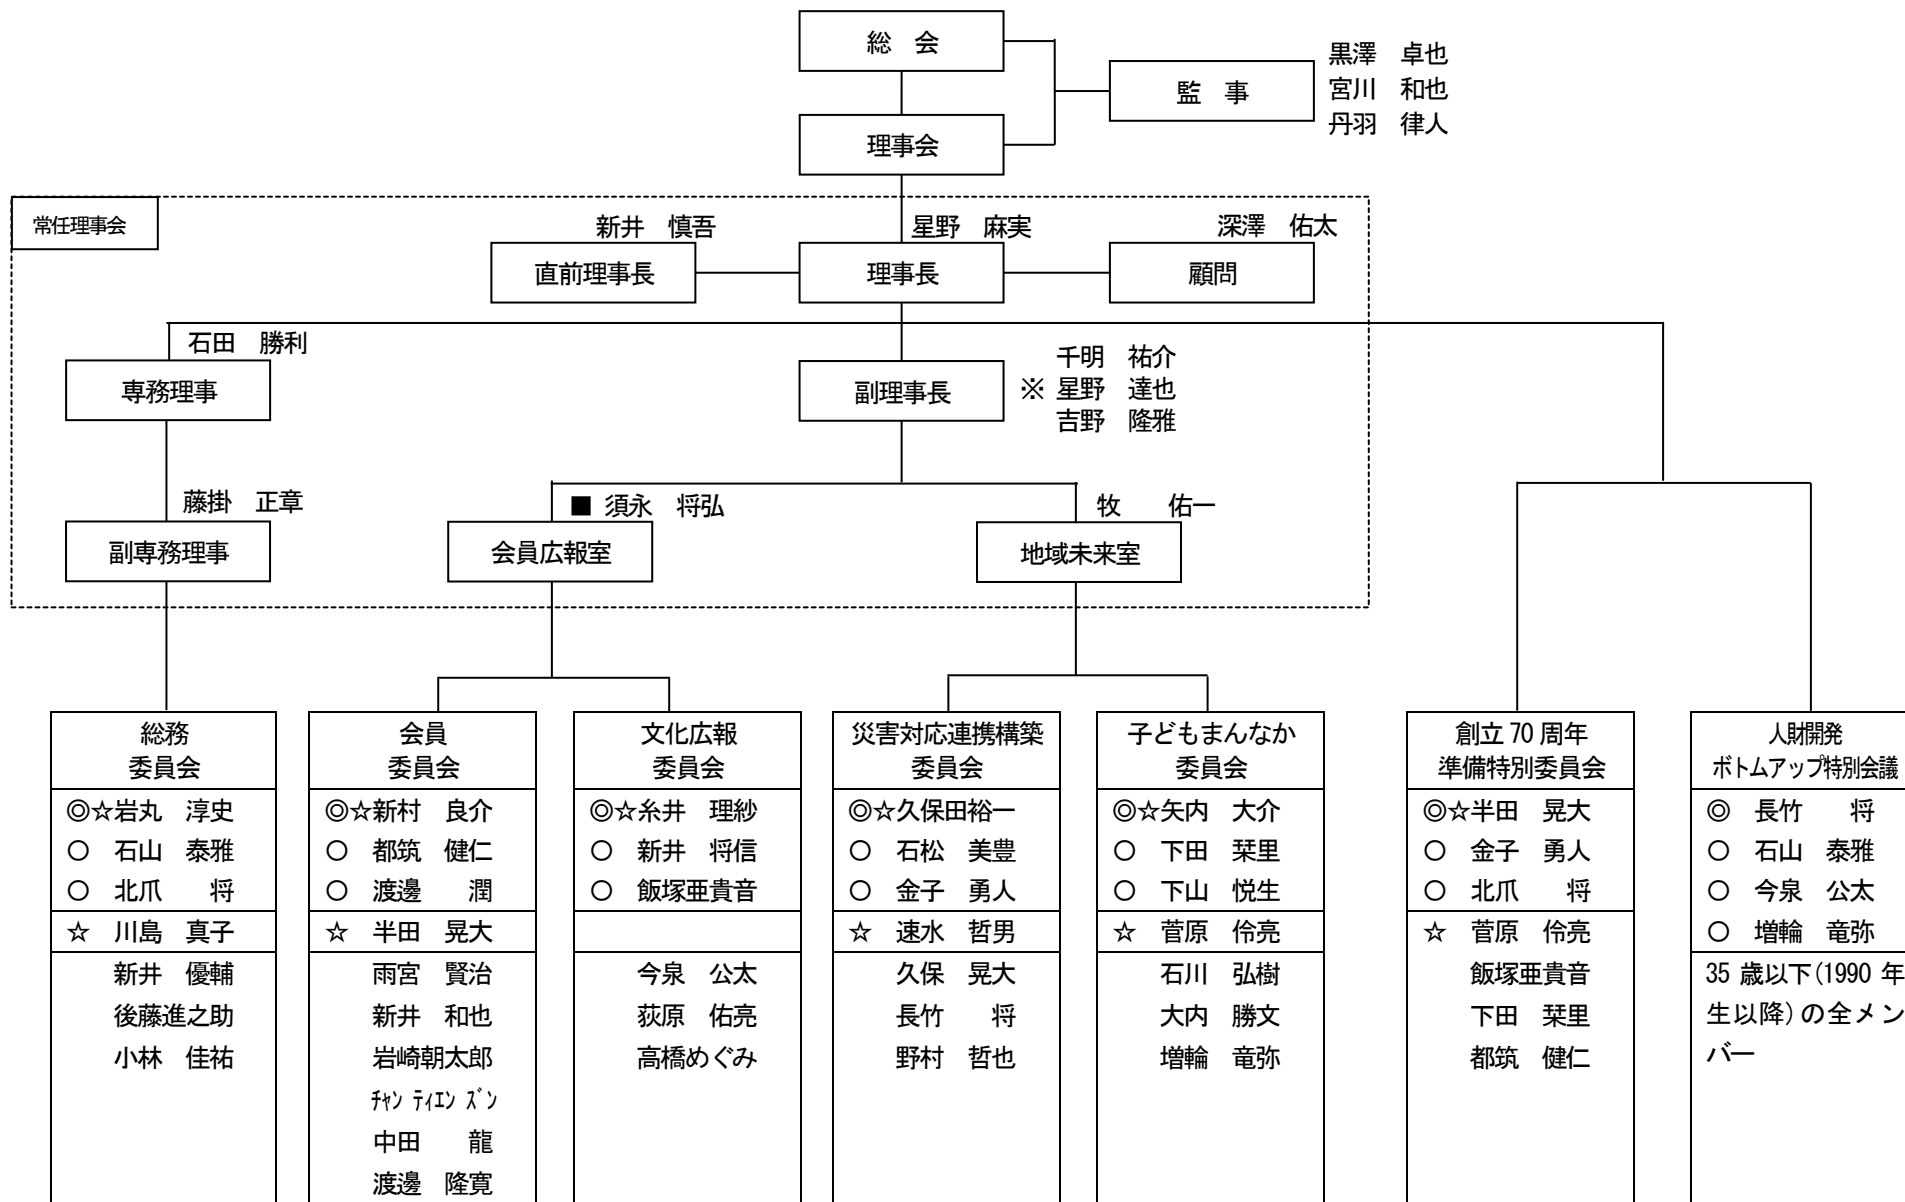 総　会
監　事
黒澤　卓也
宮川　和也
丹羽　律人
理事会
常任理事会
新井　慎吾
星野　麻実
深澤　佑太
直前理事長
理事長
顧問
石田　勝利
専務理事
副理事長
千明　祐介
※ 星野　達也
吉野　隆雅
藤掛　正章
■ 須永　将弘
牧　　佑一
副専務理事
会員広報室
地域未来室
総務
委員会
◎☆岩丸　淳史
○　石山　泰雅
○　北爪　　将
☆　川島　真子
新井　優輔
後藤進之助
小林　佳祐
会員
委員会
◎☆新村　良介
○　都筑　健仁
○　渡邊　　潤
☆　半田　晃大
雨宮　賢治
新井　和也
岩崎朝太郎
ﾁｬﾝ ﾃｨｴﾝ ｽﾞﾝ
中田　　龍
渡邊　隆寛
文化広報
委員会
◎☆糸井　理紗
○　新井　将信
○　飯塚亜貴音
今泉　公太
荻原　佑亮
高橋めぐみ
災害対応連携構築
委員会
◎☆久保田裕一
○　石松　美豊
○　金子　勇人
☆　速水　哲男
久保　晃大
長竹　　将
野村　哲也
子どもまんなか
委員会
◎☆矢内　大介
○　下田　栞里
○　下山　悦生
☆　菅原　伶亮
石川　弘樹
大内　勝文
増輪　竜弥
創立 70 周年
準備特別委員会
◎☆半田　晃大
○　金子　勇人
○　北爪　　将
☆　菅原　伶亮
飯塚亜貴音
下田　栞里
都筑　健仁
人財開発
ボトムアップ特別会議
◎　長竹　　将
○　石山　泰雅
○　今泉　公太
○　増輪　竜弥
35 歳以下(1990 年
生以降)の全メン
バー